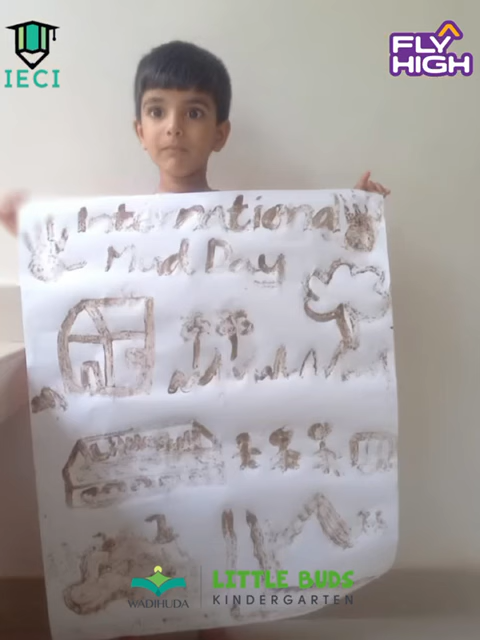 IECI
FLY
HIGH
International
Mud Day
WADIHUDA
LITTLE BUDS
KINDERGARTEN